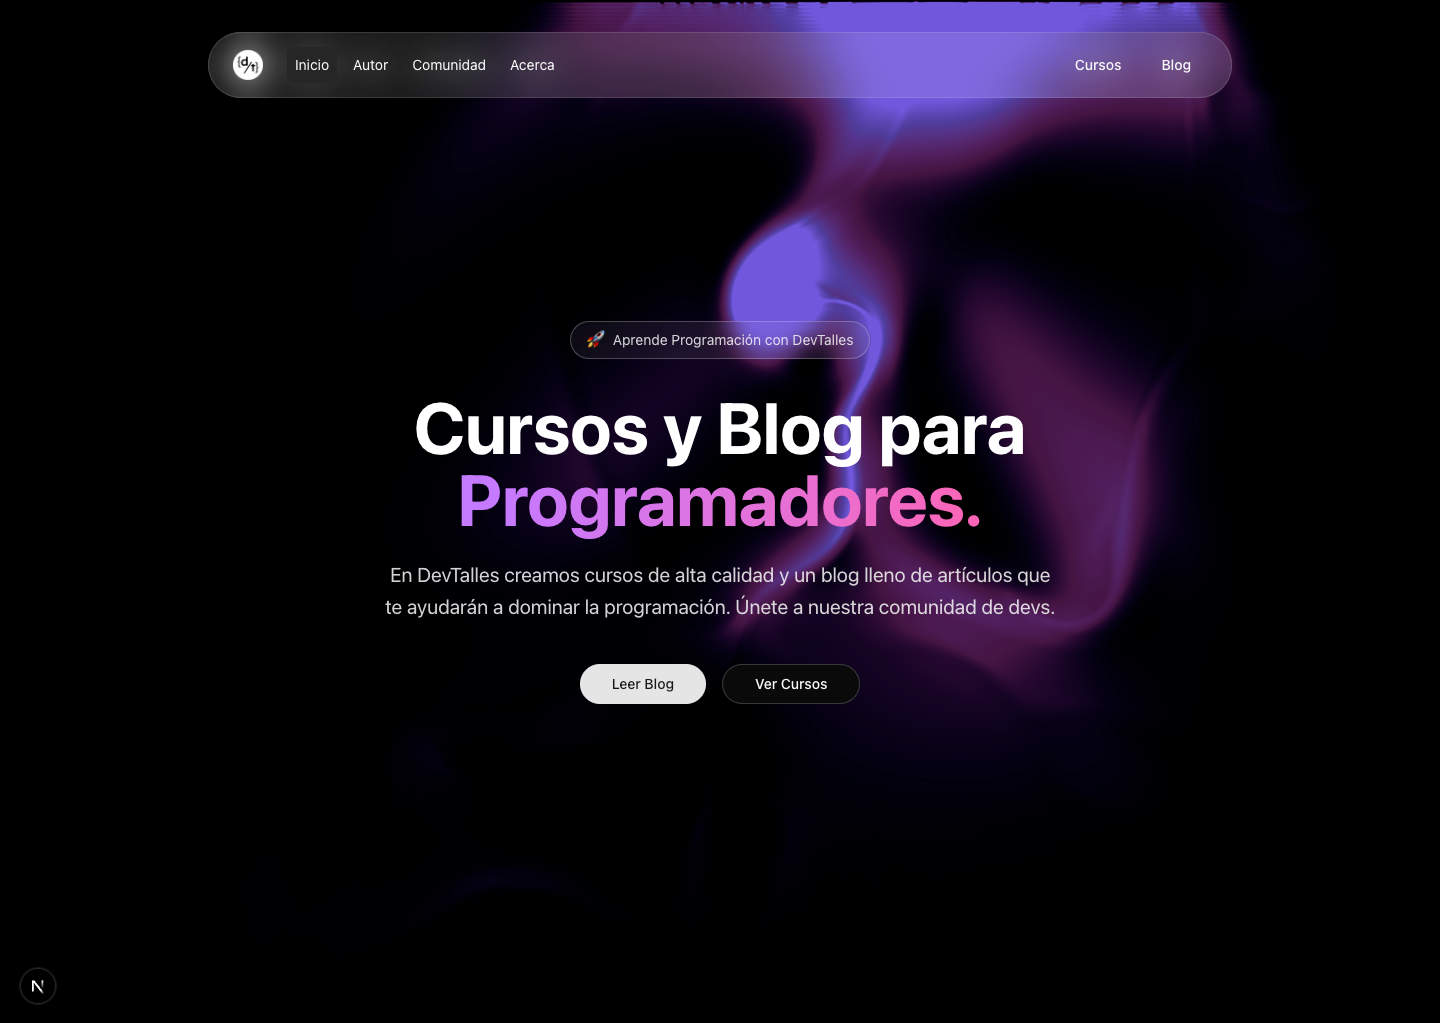 {d/t}
Inicio
Autor
Comunidad
Acerca
Cursos
Blog
🚀 Aprende Programación con DevTalles
Cursos y Blog para
Programadores.
En DevTalles creamos cursos de alta calidad y un blog lleno de artículos que
te ayudarán a dominar la programación. Únete a nuestra comunidad de devs.
Leer Blog
Ver Cursos
N